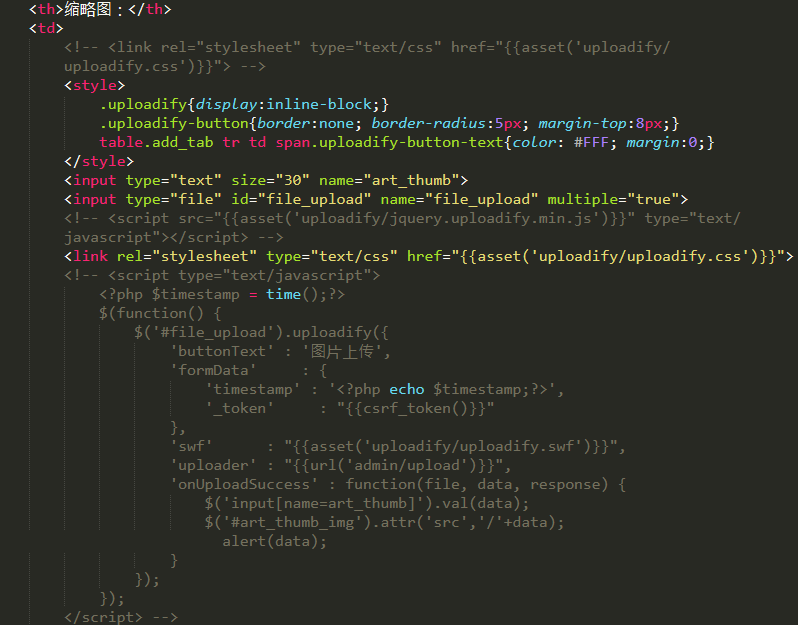 <th>缩略图：</th>
<td>
<!-- <link rel="stylesheet" type="text/css" href="{{asset('uploadify/
uploadify.css')}}"> -->
<style>
.uploadify{display:inline-block;}
.uploadify-button{border:none; border-radius:5px; margin-top:8px;}
table.add_tab tr td span.uploadify-button-text{color: #FFF; margin:0;}
</style>
<input type="text" size="30" name="art_thumb">
<input type="file" id="file_upload" name="file_upload" multiple="true">
<!-- <script src="{{asset('uploadify/jquery.uploadify.min.js')}}" type="text/
javascript"></script> -->
<link rel="stylesheet" type="text/css" href="{{asset('uploadify/uploadify.css')}}">
<!-- <script type="text/javascript">
<?php $timestamp = time();?>
$(function() {
$('#file_upload').uploadify({
'buttonText' : '图片上传',
'formData'     : {
'timestamp' : '<?php echo $timestamp;?>',
'_token'     : "{{csrf_token()}}"
},
'swf'      : "{{asset('uploadify/uploadify.swf')}}",
'uploader' : "{{url('admin/upload')}}",
'onUploadSuccess' : function(file, data, response) {
$('input[name=art_thumb]').val(data);
$('#art_thumb_img').attr('src','/'+data);
alert(data);
}
});
});
</script> -->